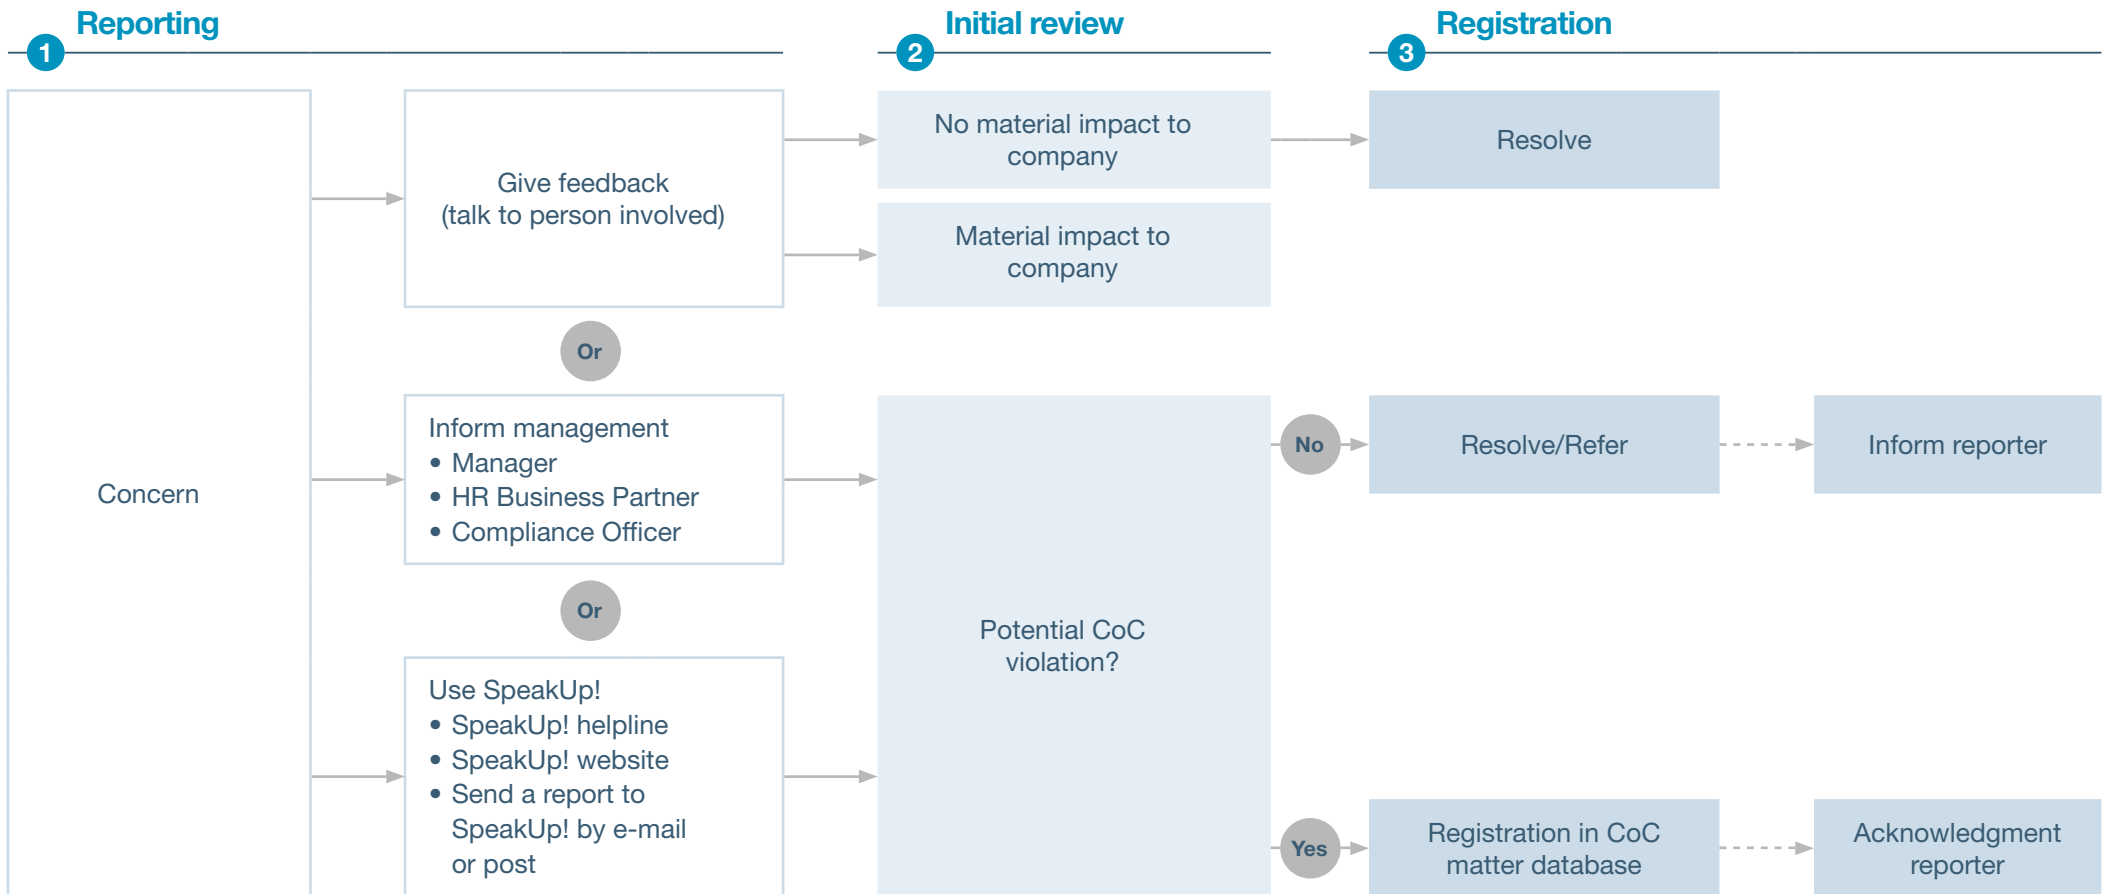 Reporting
1
Initial review
2
Registration
3
Concern
Give feedback
(talk to person involved)
No material impact to
company
Resolve
Material impact to
company
Or
Inform management
• Manager
• HR Business Partner
• Compliance Officer
Or
Use SpeakUp!
• SpeakUp! helpline
• SpeakUp! website
• Send a report to
SpeakUp! by e-mail
or post
Potential CoC
violation?
No
Resolve/Refer
Inform reporter
Yes
Registration in CoC
matter database
Acknowledgment
reporter